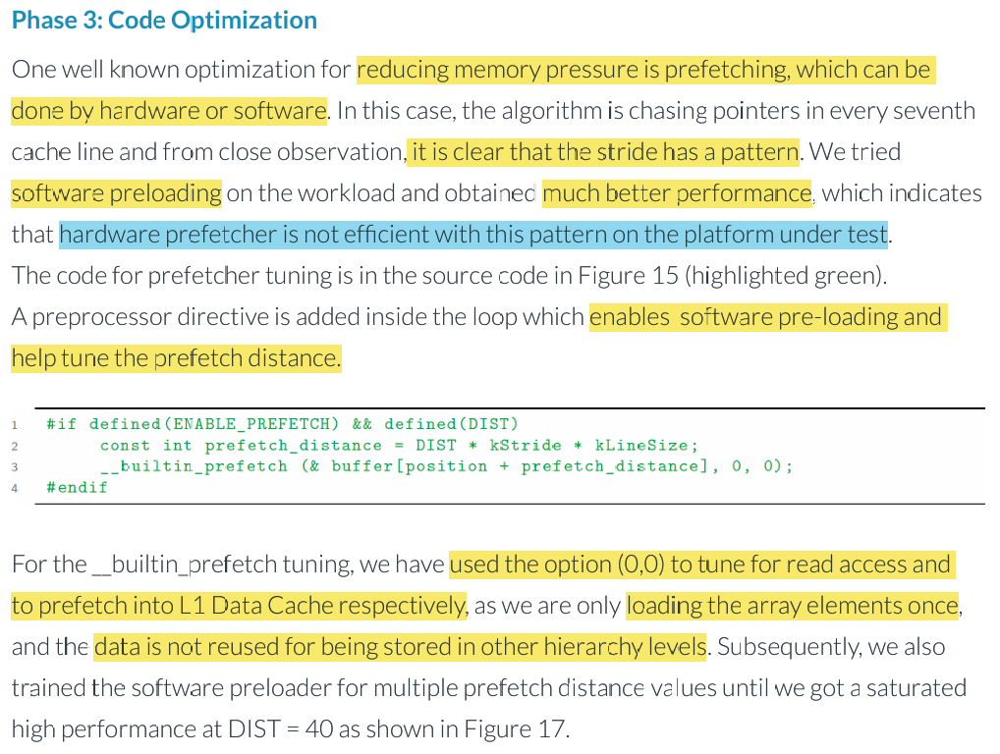 Phase 3: Code Optimization
One well known optimization for reducing memory pressure is prefetching, which can be
done by hardware or software. In this case, the algorithm is chasing pointers in every seventh
cache line and from close observation, it is clear that the stride has a pattern. We tried
software preloading on the workload and obtained much better performance, which indicates
that hardware prefetcher is not efficient with this pattern on the platform under test.
The code for prefetcher tuning is in the source code in Figure 15 (highlighted green).
A preprocessor directive is added inside the loop which enables software pre-loading and
help tune the prefetch distance.
1 #if defined(ENABLE_PREFETCH) && defined(DIST)
2 const int prefetch_distance = DIST * kStride * kLineSize;
3 __builtin_prefetch (& buffer[position + prefetch_distance], 0, 0);
4 #endif
For the __builtin_prefetch tuning, we have used the option (0,0) to tune for read access and
to prefetch into L1 Data Cache respectively, as we are only loading the array elements once,
and the data is not reused for being stored in other hierarchy levels. Subsequently, we also
trained the software preloader for multiple prefetch distance values until we got a saturated
high performance at DIST = 40 as shown in Figure 17.